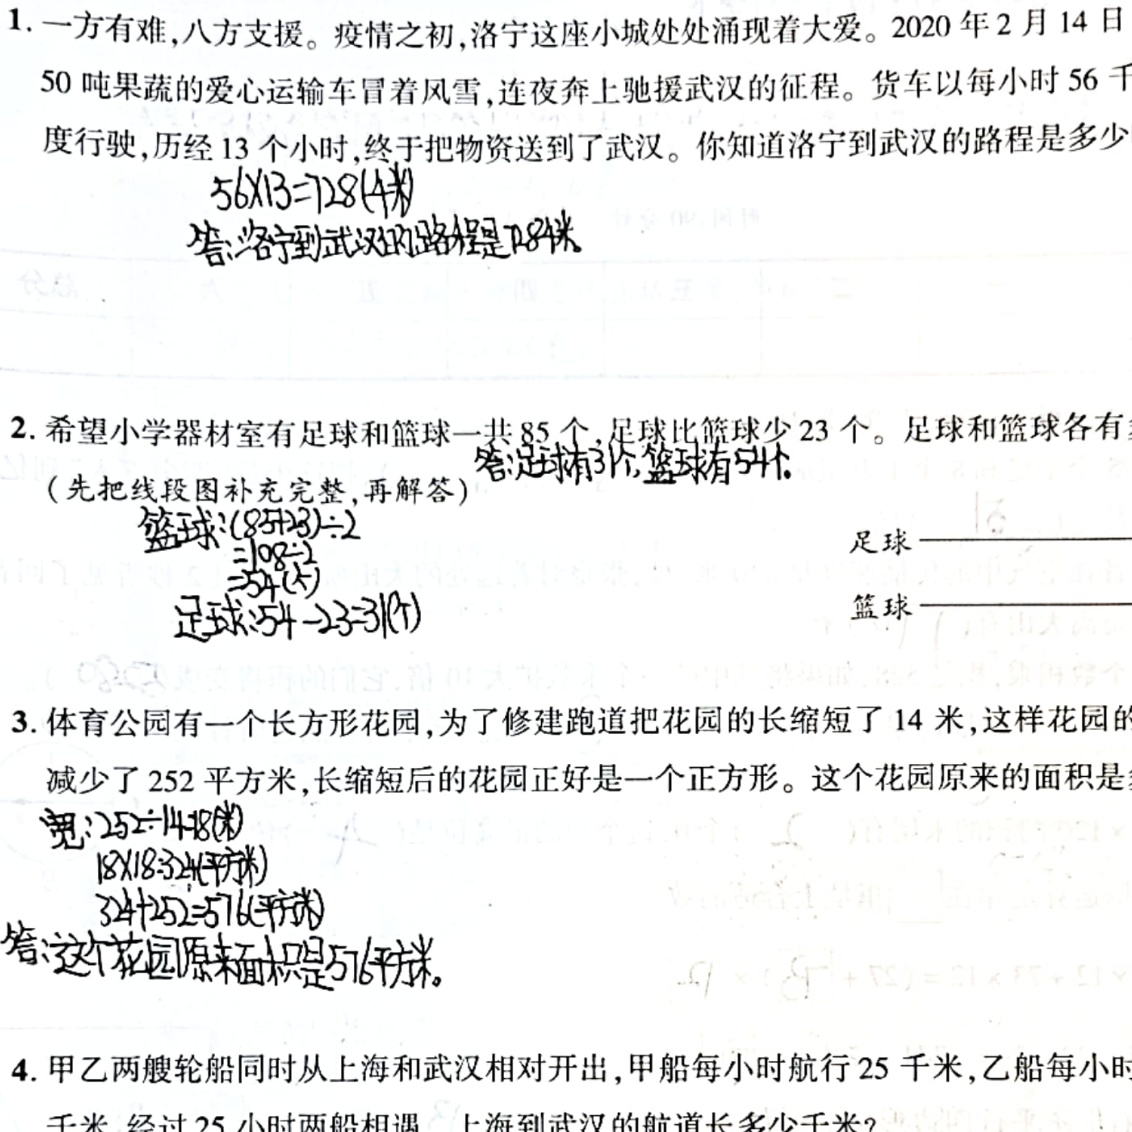 1. 一方有难,八方支援。疫情之初,洛宁这座小城处处涌现着大爱。2020 年 2 月 14 日
50 吨果蔬的爱心运输车冒着风雪,连夜奔上驰援武汉的征程。货车以每小时 56 千
度行驶,历经 13 个小时,终于把物资送到了武汉。你知道洛宁到武汉的路程是多少
56×13=728(千米)
答:洛宁到武汉的路程是728千米。
2. 希望小学器材室有足球和篮球一共 85 个,足球比篮球少 23 个。足球和篮球各有
答:足球有31个,篮球有54个.
(先把线段图补充完整,再解答)
篮球:(85+23)÷2
=108÷2
=54(个)
足球:54-23=31(个)
足球
篮球
3. 体育公园有一个长方形花园,为了修建跑道把花园的长缩短了 14 米,这样花园的
减少了 252 平方米,长缩短后的花园正好是一个正方形。这个花园原来的面积是
宽:252÷14=18(米)
18×18=324(平方米)
324+252=576(平方米)
答:这个花园原来面积是576平方米。
4. 甲乙两艘轮船同时从上海和武汉相对开出,甲船每小时航行 25 千米,乙船每小时
千米,经过 25 小时两船相遇。上海到武汉的航道长多少千米?